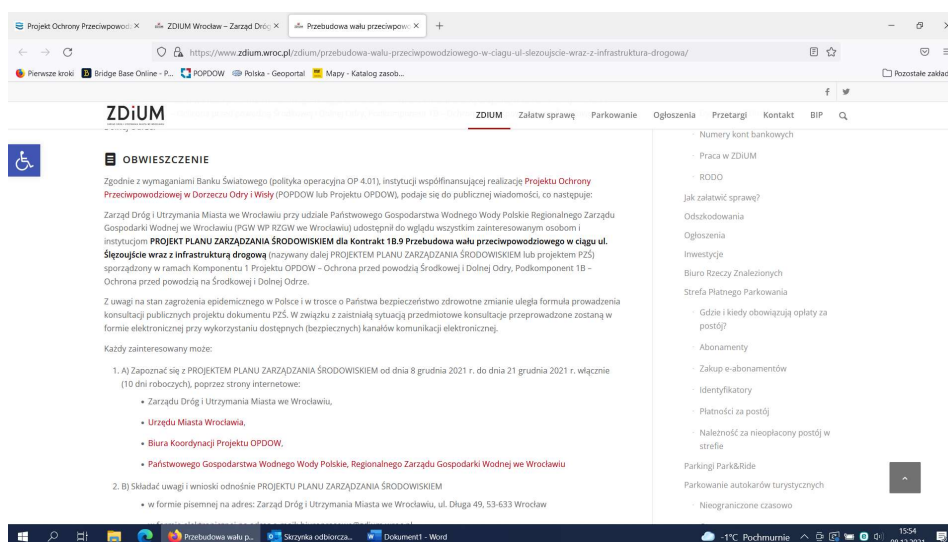 Projekt Ochrony Przeciwpowodz
ZDIUM Wrocław – Zarząd Dróg
Przebudowa wału przeciwpowo
https://www.zdium.wroc.pl/zdium/przebudowa-walu-przeciwpowodziowego-w-ciagu-ul-slezoujscie-wraz-z-infrastruktura-drogowa/
Pierwsze kroki
Bridge Base Online - P...
POPDOW
Polska - Geoportal
Mapy - Katalog zasob...
Pozostałe zakład
ZDiUM
ZDIUM
Załatw sprawę
Parkowanie
Ogłoszenia
Przetargi
Kontakt
BIP
OBWIESZCZENIE
Zgodnie z wymaganiami Banku Światowego (polityka operacyjna OP 4.01), instytucji współfinansującej realizację Projektu Ochrony
Przeciwpowodziowej w Dorzeczu Odry i Wisły (POPDOW lub Projektu OPDOW), podaje się do publicznej wiadomości, co następuje:
Zarząd Dróg i Utrzymania Miasta we Wrocławiu przy udziale Państwowego Gospodarstwa Wodnego Wody Polskie Regionalnego Zarządu
Gospodarki Wodnej we Wrocławiu (PGW WP RZGW we Wrocławiu) udostępnił do wglądu wszystkim zainteresowanym osobom i
instytucjom PROJEKT PLANU ZARZĄDZANIA ŚRODOWISKIEM dla Kontrakt 1B.9 Przebudowa wału przeciwpowodziowego w ciągu ul.
Ślęzoujście wraz z infrastrukturą drogową (nazywany dalej PROJEKTEM PLANU ZARZĄDZANIA ŚRODOWISKIEM lub projektem PZŚ)
sporządzony w ramach Komponentu 1 Projektu OPDOW – Ochrona przed powodzią Środkowej i Dolnej Odry, Podkomponent 1B –
Ochrona przed powodzią na Środkowej i Dolnej Odrze.
Z uwagi na stan zagrożenia epidemicznego w Polsce i w trosce o Państwa bezpieczeństwo zdrowotne zmianie uległa formuła prowadzenia
konsultacji publicznych projektu dokumentu PZŚ. W związku z zaistniałą sytuacją przedmiotowe konsultacje przeprowadzone zostaną w
formie elektronicznej przy wykorzystaniu dostępnych (bezpiecznych) kanałów komunikacji elektronicznej.
Każdy zainteresowany może:
1. A) Zapoznać się z PROJEKTEM PLANU ZARZĄDZANIA ŚRODOWISKIEM od dnia 8 grudnia 2021 r. do dnia 21 grudnia 2021 r. włącznie
(10 dni roboczych), poprzez strony internetowe:
• Zarządu Dróg i Utrzymania Miasta we Wrocławiu,
• Urzędu Miasta Wrocławia,
• Biura Koordynacji Projektu OPDOW,
• Państwowego Gospodarstwa Wodnego Wody Polskie, Regionalnego Zarządu Gospodarki Wodnej we Wrocławiu
2. B) Składać uwagi i wnioski odnośnie PROJEKTU PLANU ZARZĄDZANIA ŚRODOWISKIEM
• w formie pisemnej na adres: Zarząd Dróg i Utrzymania Miasta we Wrocławiu, ul. Długa 49, 53-633 Wrocław
Numery kont bankowych
Praca w ZDiUM
RODO
Jak załatwić sprawę?
Odszkodowania
Ogłoszenia
Inwestycje
Biuro Rzeczy Znalezionych
Strefa Płatnego Parkowania
Gdzie i kiedy obowiązują opłaty za
postój?
Abonamenty
Zakup e-abonamentów
Identyfikatory
Płatności za postój
Należność za nieopłacony postój w
strefie
Parkingi Park&Ride
Parkowanie autokarów turystycznych
Nieograniczone czasowo
Przebudowa wału p...
Skrzynka odbiorcza...
Dokument1 - Word
-1°C Pochmurnie
15:54
08.12.2021